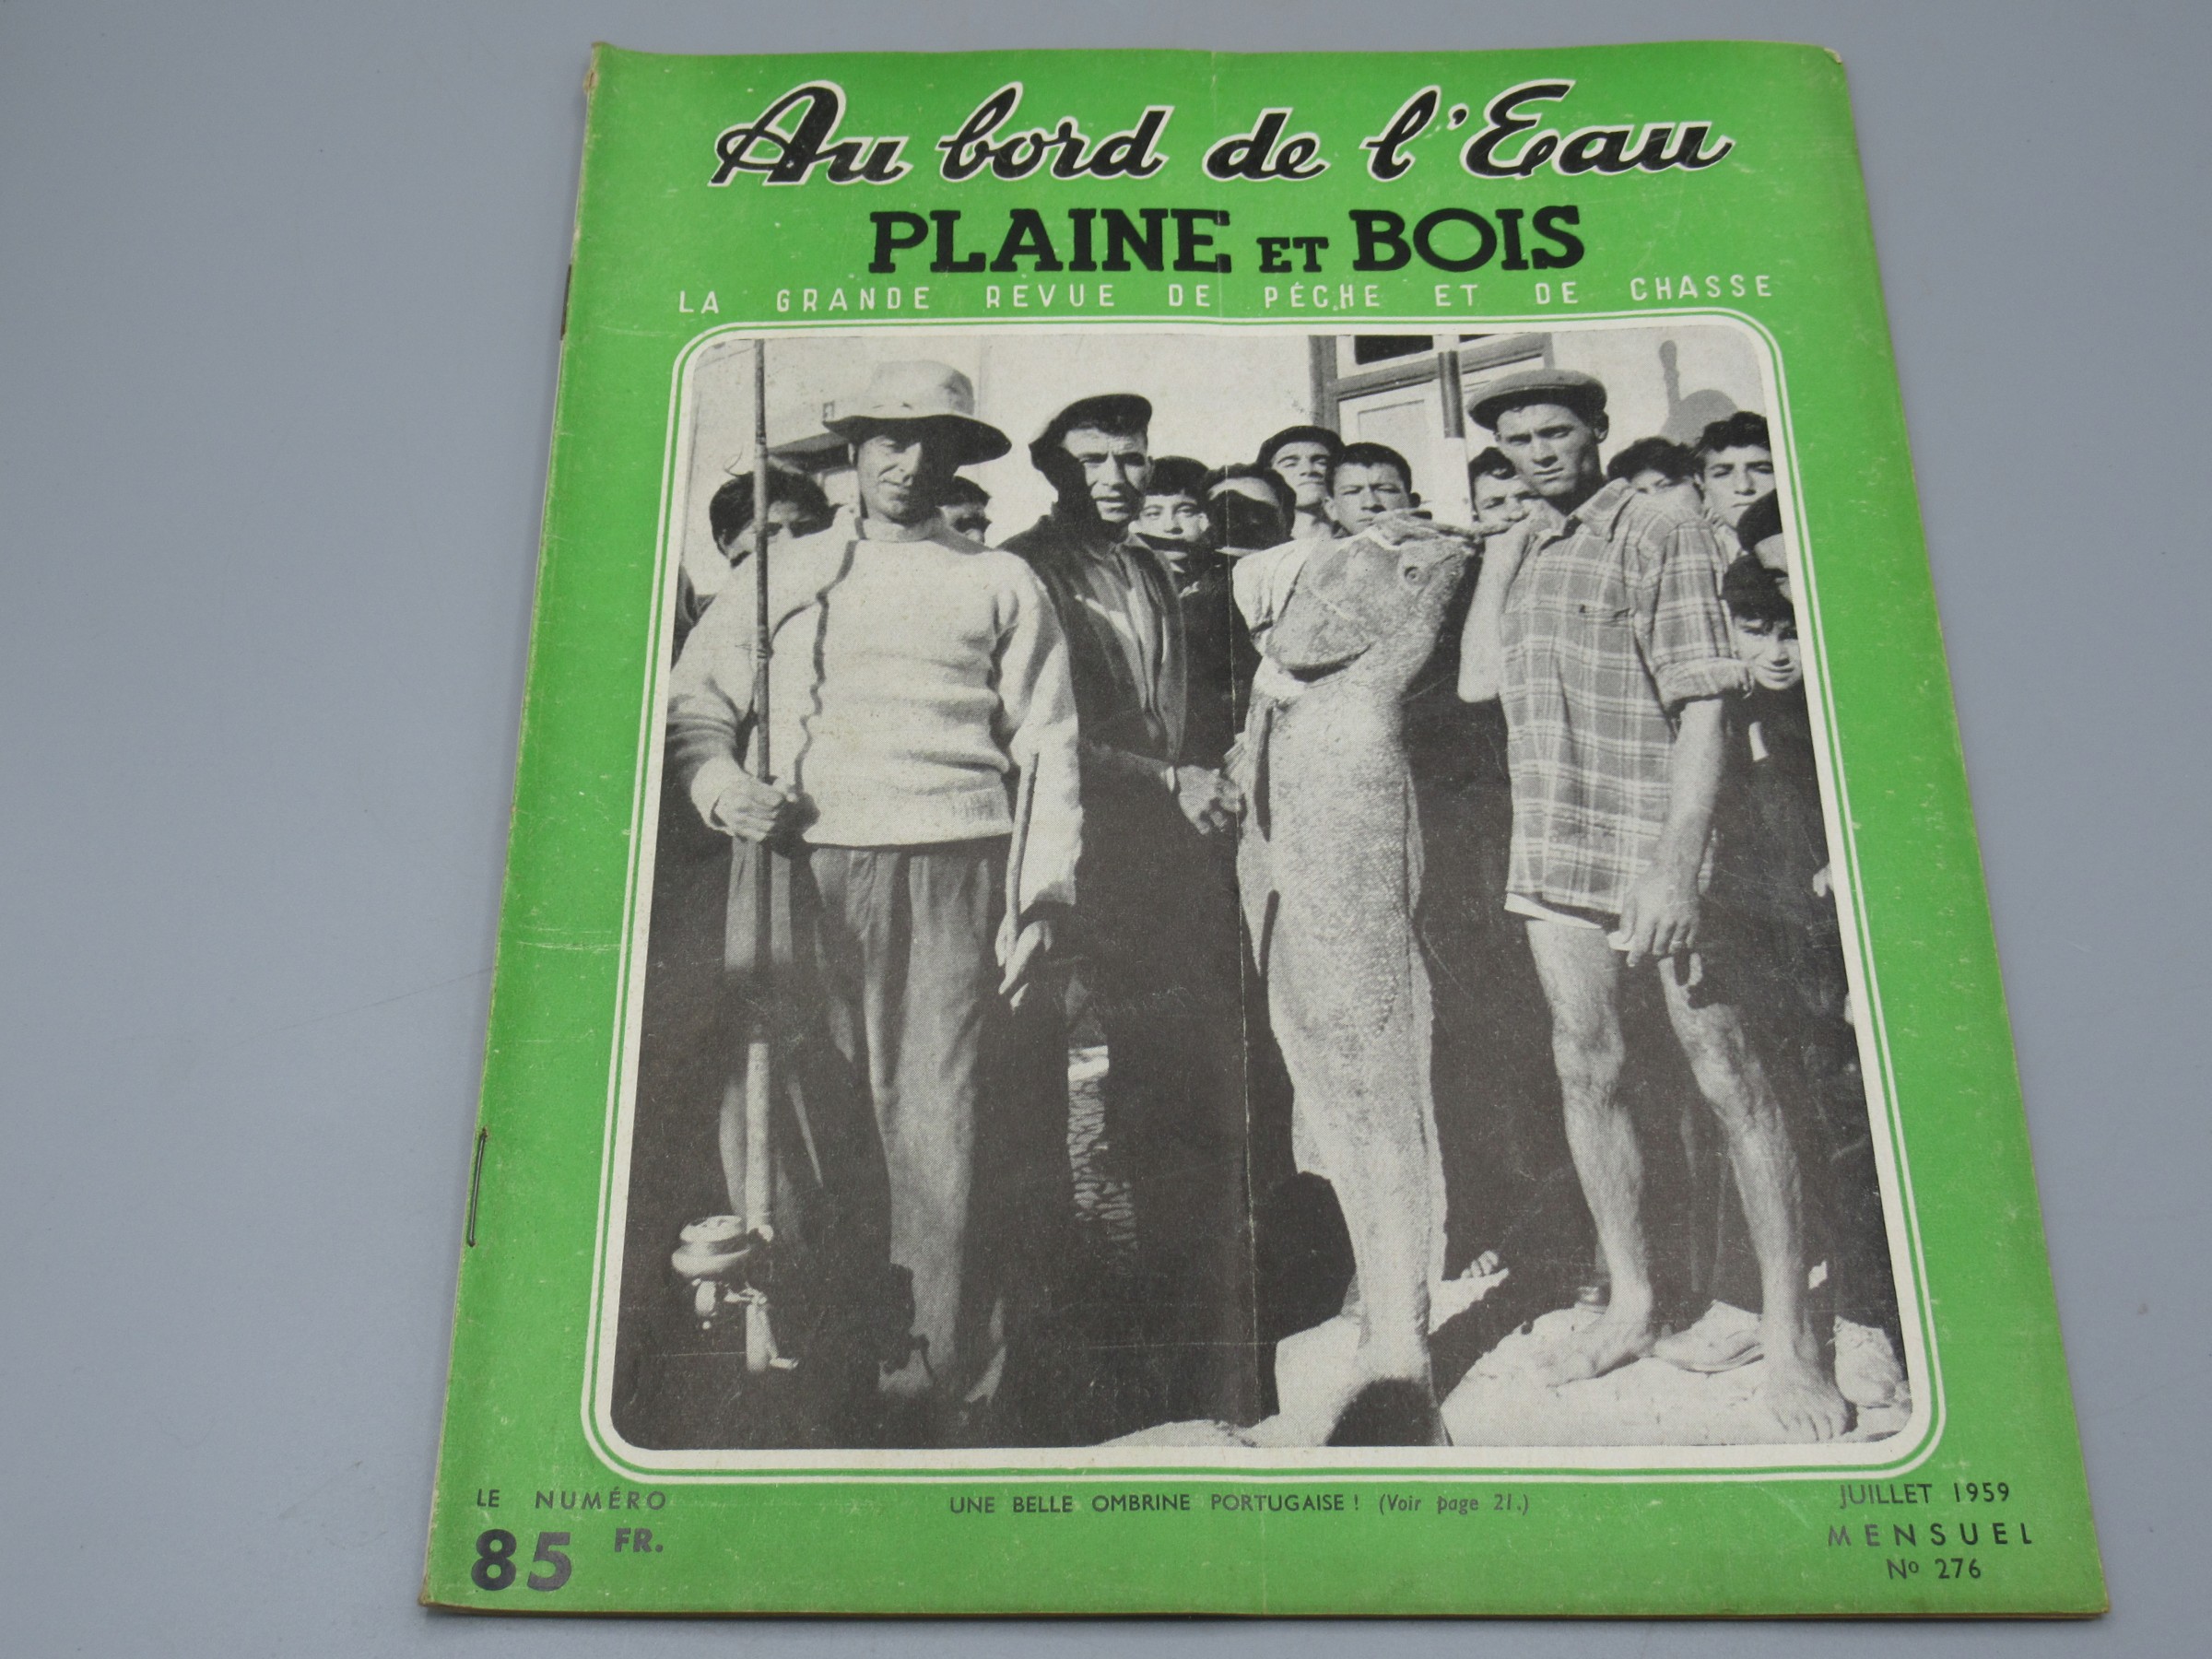 Au bord de l'Eau
PLAINE ET BOIS
LA GRANDE REVUE DE PÊCHE ET DE CHASSE
LE NUMÉRO
85 FR.
UNE BELLE OMBRINE PORTUGAISE ! (Voir page 21.)
JUILLET 1959
MENSUEL
Nº 276